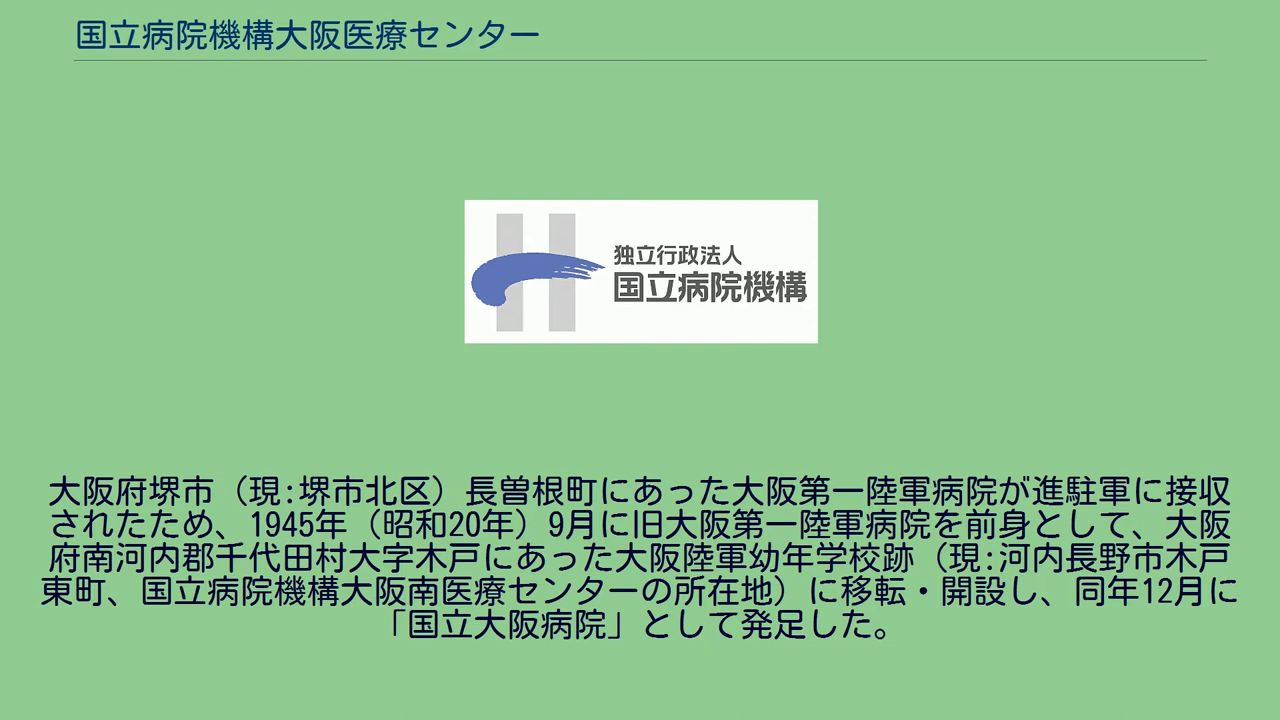 国立病院機構大阪医療センター
独立行政法人
国立病院機構
大阪府堺市（現:堺市北区）長曽根町にあった大阪第一陸軍病院が進駐軍に接収
されたため、1945年（昭和20年）9月に旧大阪第一陸軍病院を前身として、大阪
府南河内郡千代田村大字木戸にあった大阪陸軍幼年学校跡（現:河内長野市木戸
東町、国立病院機構大阪南医療センターの所在地）に移転・開設し、同年12月に
「国立大阪病院」として発足した。